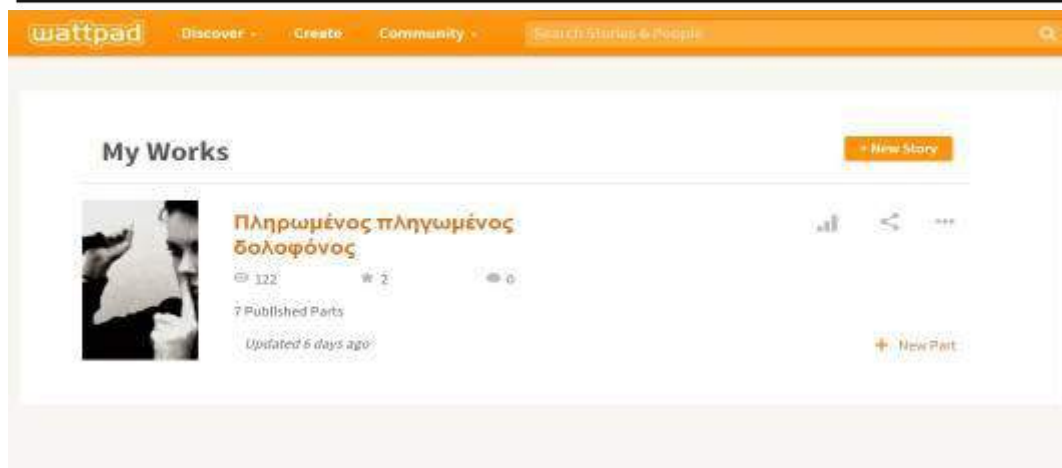 wattpad Discover Create Community Search Stories & People
My Works
+ New Story
Πληρωμένος πληγωμένος
δολοφόνος
122 2 0
7 Published Parts
Updated 6 days ago
+ New Part